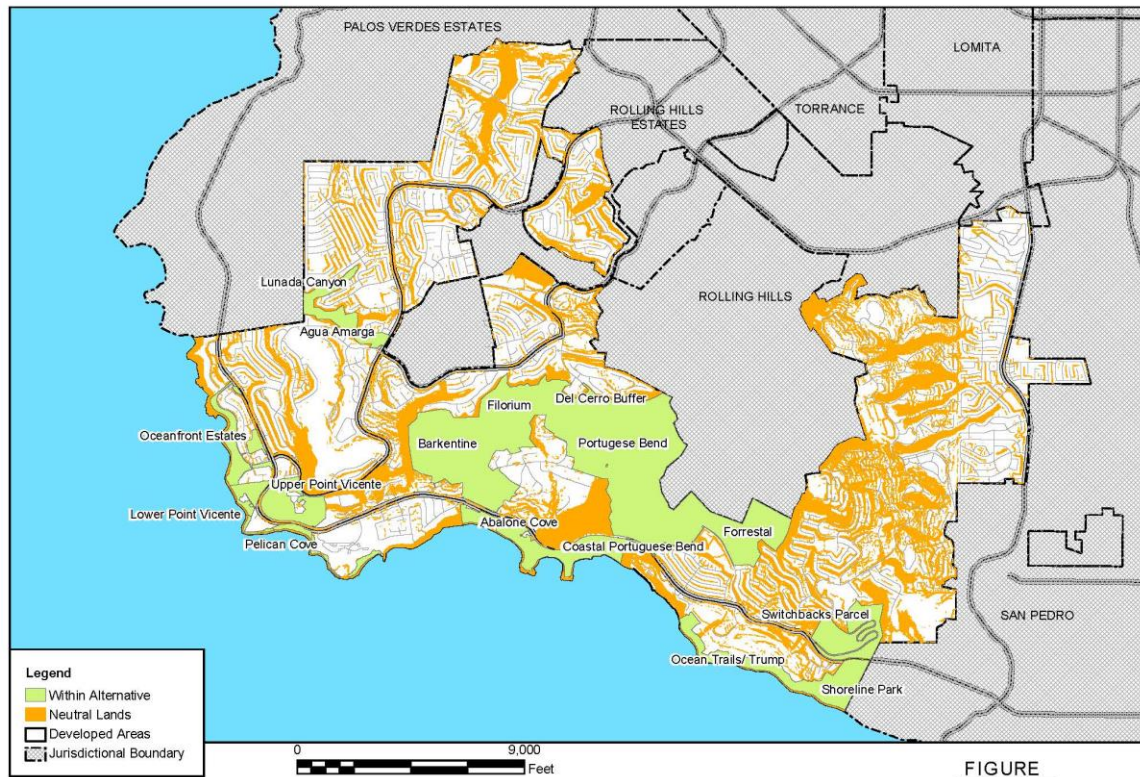 PALOS VERDES ESTATES
LOMITA
ROLLING HILLS
ESTATES
TORRANCE
Lunada Canyon
ROLLING HILLS
Agua Amarga
Filorium
Del Cerro Buffer
Oceanfront Estates
Barkentine
Portugese Bend
Upper Point Vicente
Lower Point Vicente
Abalone Cove
Pelican Cove
Coastal Portuguese Bend
Forrestal
Switchbacks Parcel
SAN PEDRO
Ocean Trails/ Trump
Shoreline Park
Legend
Within Alternative
Neutral Lands
Developed Areas
Jurisdictional Boundary
0
9,000
Feet
FIGURE